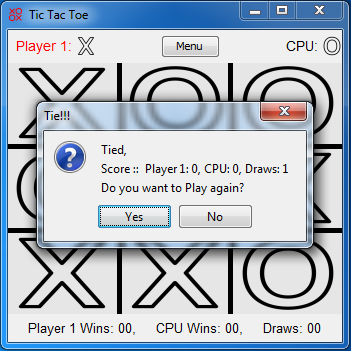 Tic Tac Toe
Player 1: X Menu CPU: O
X O O
Tie!!!
Tied,
Score :: Player 1: 0, CPU: 0, Draws: 1
Do you want to Play again?
Yes No
X X O
Player 1 Wins: 00, CPU Wins: 00, Draws: 00